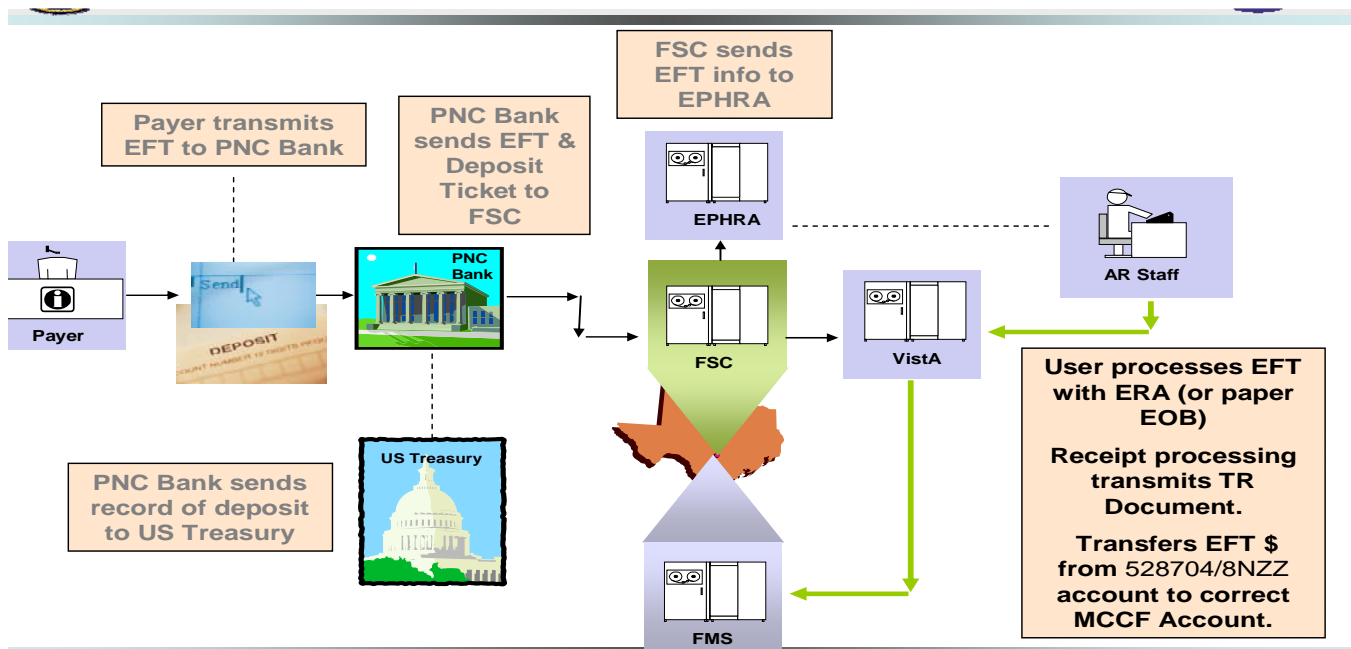 FSC sends
EFT info to
EPHRA
Payer transmits
EFT to PNC Bank
PNC Bank
sends EFT &
Deposit
Ticket to
FSC
EPHRA
AR Staff
Payer
Send
DEPOSIT
PNC
Bank
FSC
VistA
User processes EFT
with ERA (or paper
EOB)
Receipt processing
transmits TR
Document.
Transfers EFT $
from 528704/8NZZ
account to correct
MCCF Account.
US Treasury
PNC Bank sends
record of deposit
to US Treasury
FMS